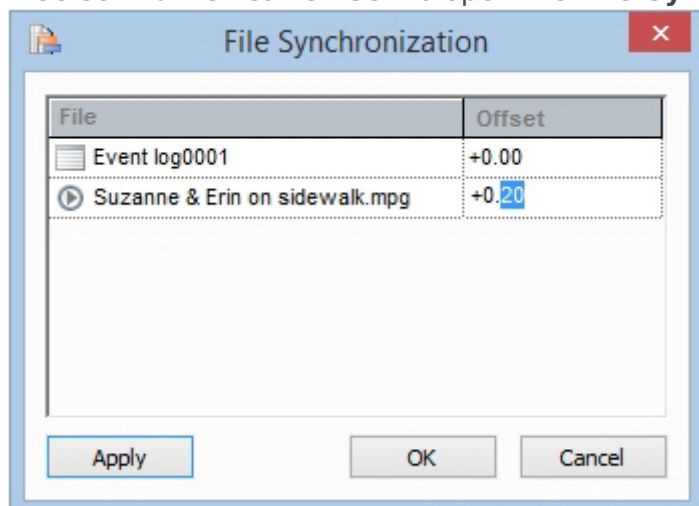 File Synchronization
File Offset
Event log0001 +0.00
Suzanne & Erin on sidewalk.mpg +0.20
Apply OK Cancel